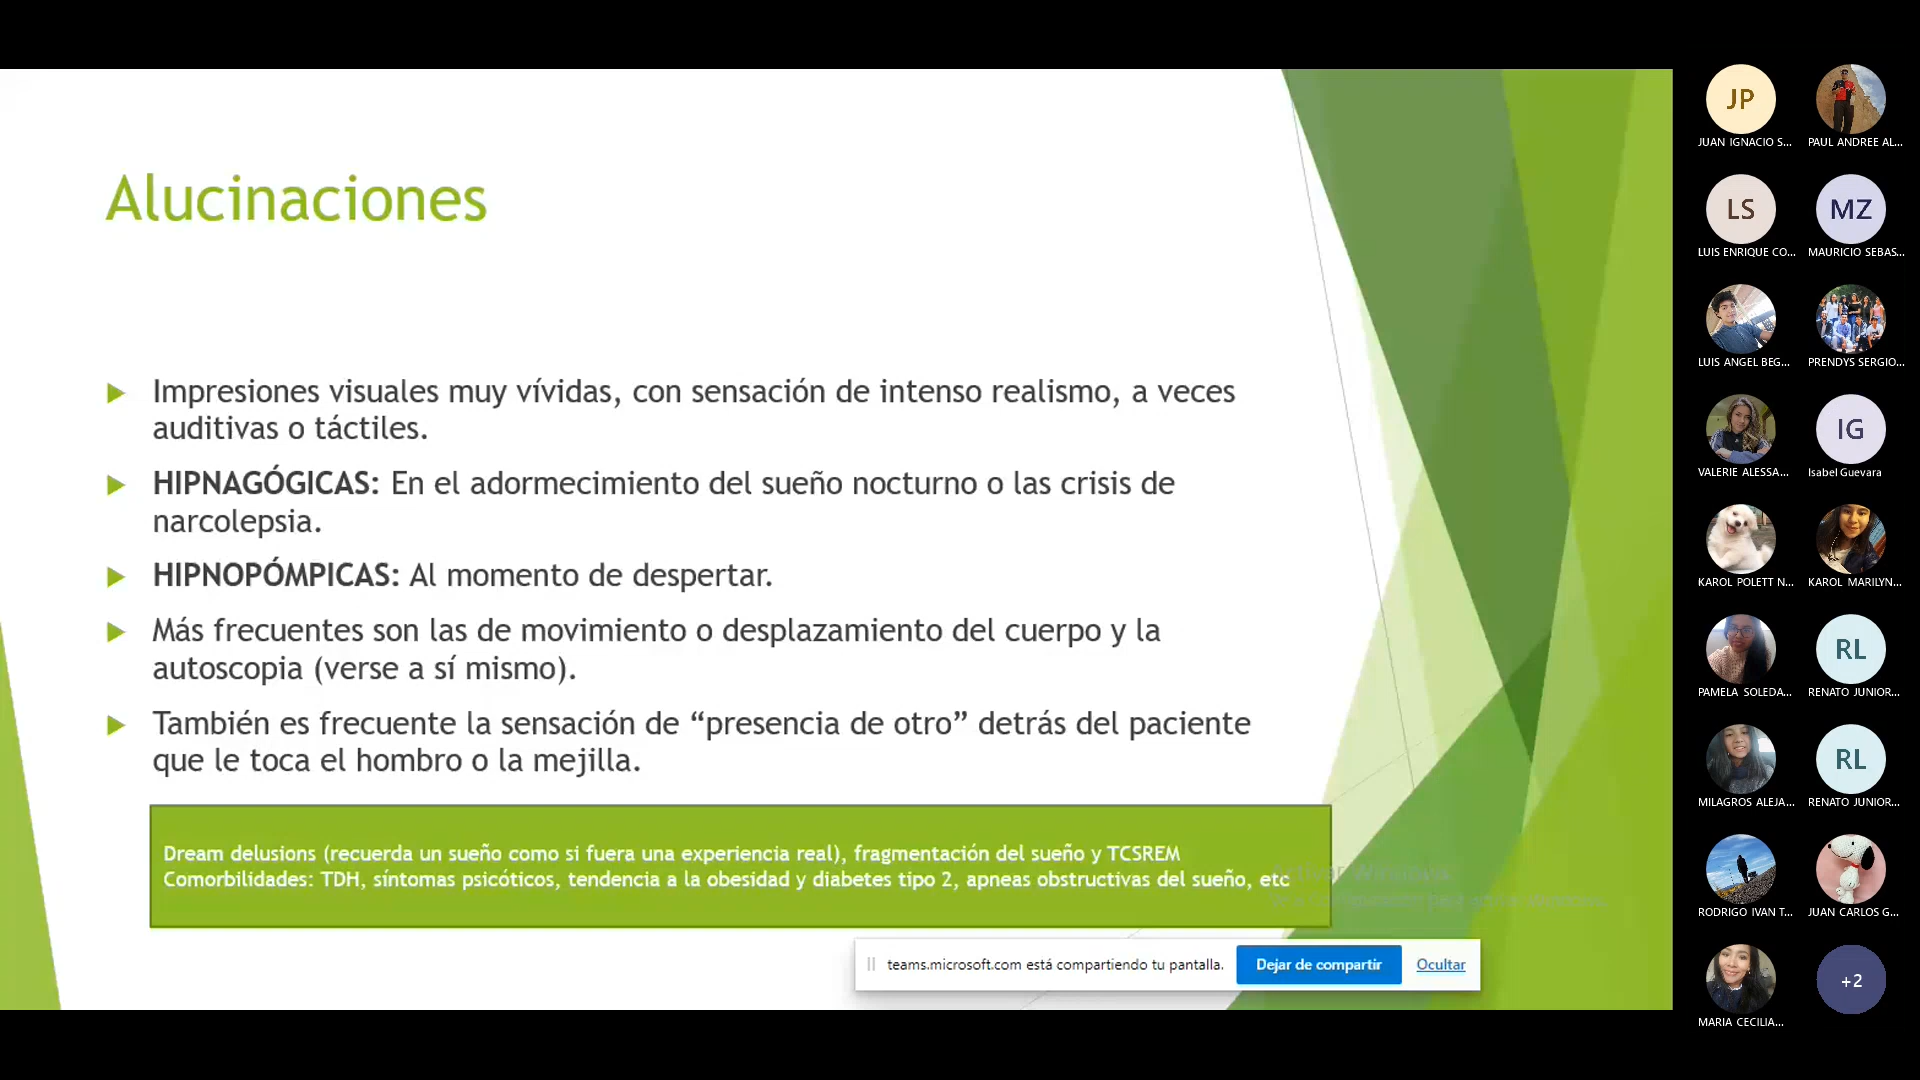 Alucinaciones
Impresiones visuales muy vívidas, con sensación de intenso realismo, a veces
auditivas o táctiles.
HIPNAGÓGICAS: En el adormecimiento del sueño nocturno o las crisis de
narcolepsia.
HIPNOPÓMPICAS: Al momento de despertar.
Más frecuentes son las de movimiento o desplazamiento del cuerpo y la
autoscopia (verse a sí mismo).
También es frecuente la sensación de “presencia de otro” detrás del paciente
que le toca el hombro o la mejilla.
Dream delusions (recuerda un sueño como si fuera una experiencia real), fragmentación del sueño y TCSREM
Comorbilidades: TDH, síntomas psicóticos, tendencia a la obesidad y diabetes tipo 2, apneas obstructivas del sueño, etc
teams.microsoft.com está compartiendo tu pantalla.
Dejar de compartir
Ocultar
JP
JUAN IGNACIO S...
PAUL ANDREE AL...
LS
LUIS ENRIQUE CO...
MZ
MAURICIO SEBAS...
LUIS ANGEL BEG...
PRENDYS SERGIO...
VALERIE ALESSA...
IG
Isabel Guevara
KAROL POLETT N...
KAROL MARILYN...
PAMELA SOLEDA...
RL
RENATO JUNIOR...
MILAGROS ALEJA...
RL
RENATO JUNIOR...
RODRIGO IVAN T...
JUAN CARLOS G...
MARIA CECILIA...
+2